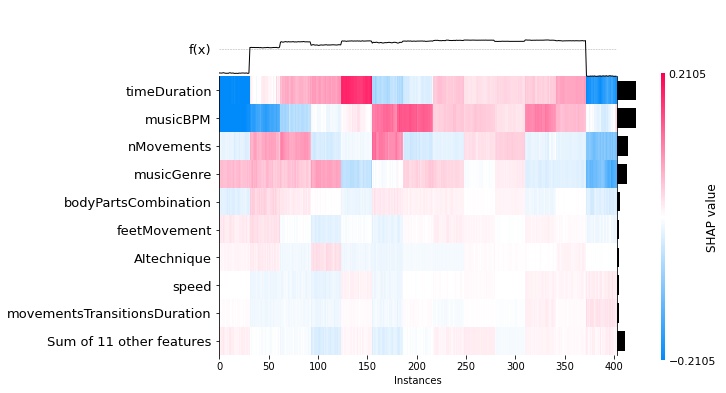 f(x)
timeDuration
musicBPM
nMovements
musicGenre
bodyPartsCombination
feetMovement
AItechnique
speed
movementsTransitionsDuration
Sum of 11 other features
0 50 100 150 200 250 300 350 400
Instances
0.2105
−0.2105
SHAP value